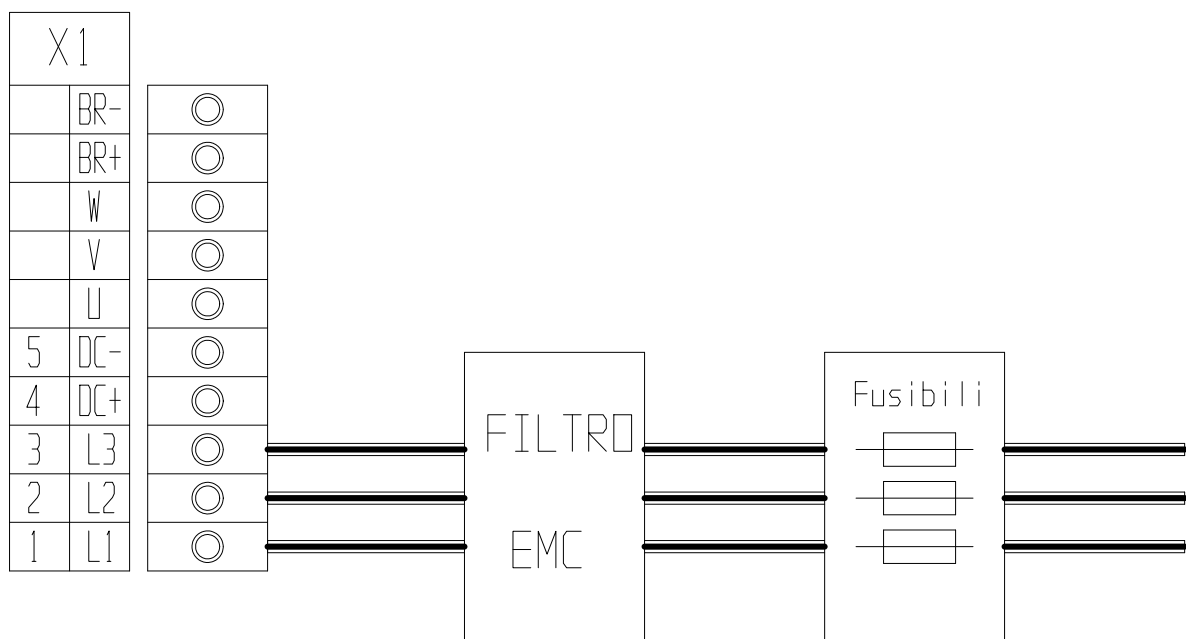 X1
BR-
BR+
W
V
U
5 DC-
4 DC+
3 L3
2 L2
1 L1
FILTRO
EMC
Fusibili